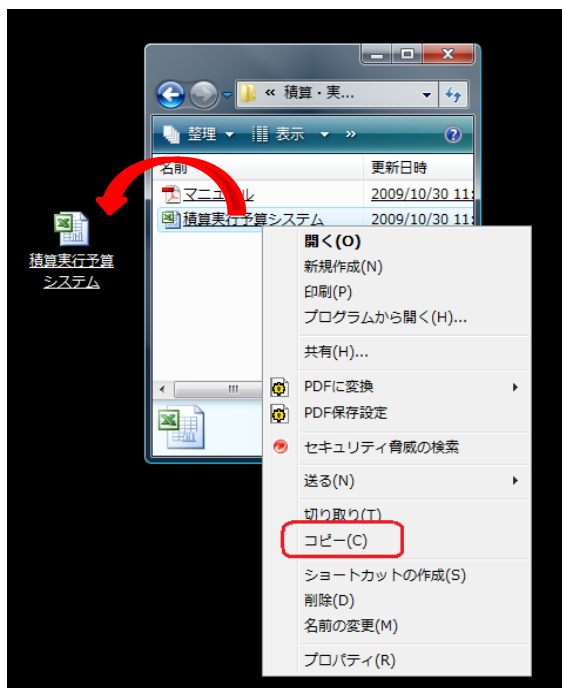 « 積算・実...
整理 表示 »
名前 更新日時
マニュアル 2009/10/30 11:
積算実行予算システム 2009/10/30 11:
積算実行予算
システム
開く(O)
新規作成(N)
印刷(P)
プログラムから開く(H)...
共有(H)...
PDFに変換
PDF保存設定
セキュリティ脅威の検索
送る(N)
切り取り(T)
コピー(C)
ショートカットの作成(S)
削除(D)
名前の変更(M)
プロパティ(R)